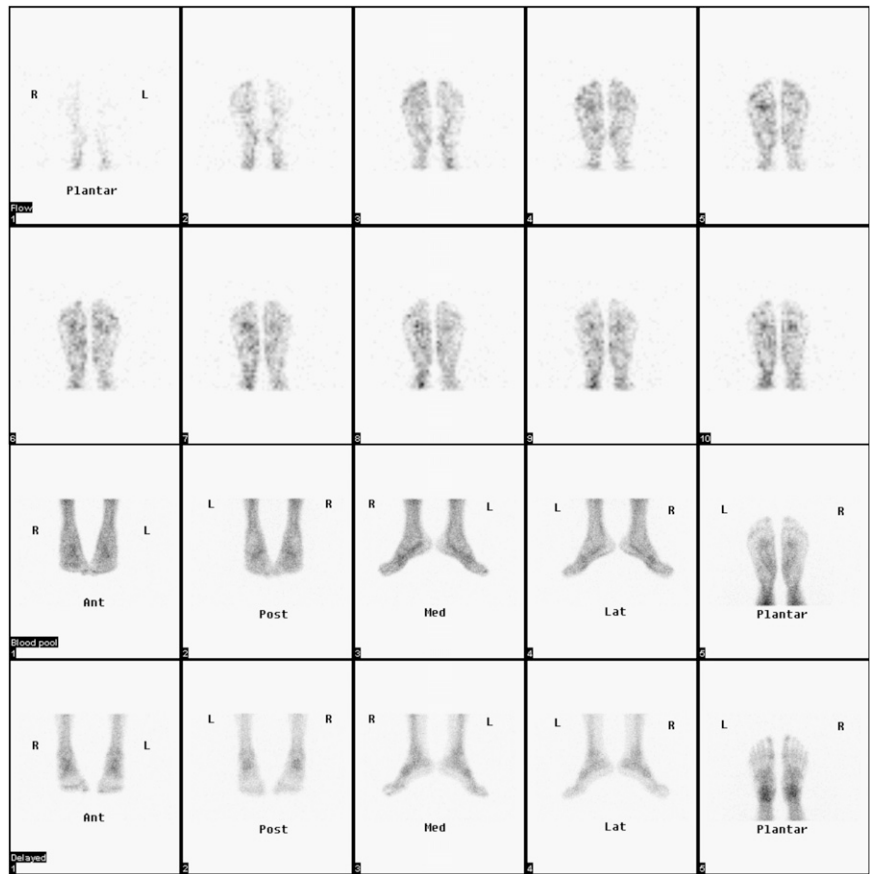 R L
Plantar
Flow
1 2 3 4 5
6 7 8 9 10
L R R L L R L R
R L
Ant Post Med Lat Plantar
Blood pool
1 2 3 4 5
L R R L L R L R
R L
Ant Post Med Lat Plantar
Delayed
1 2 3 4 5